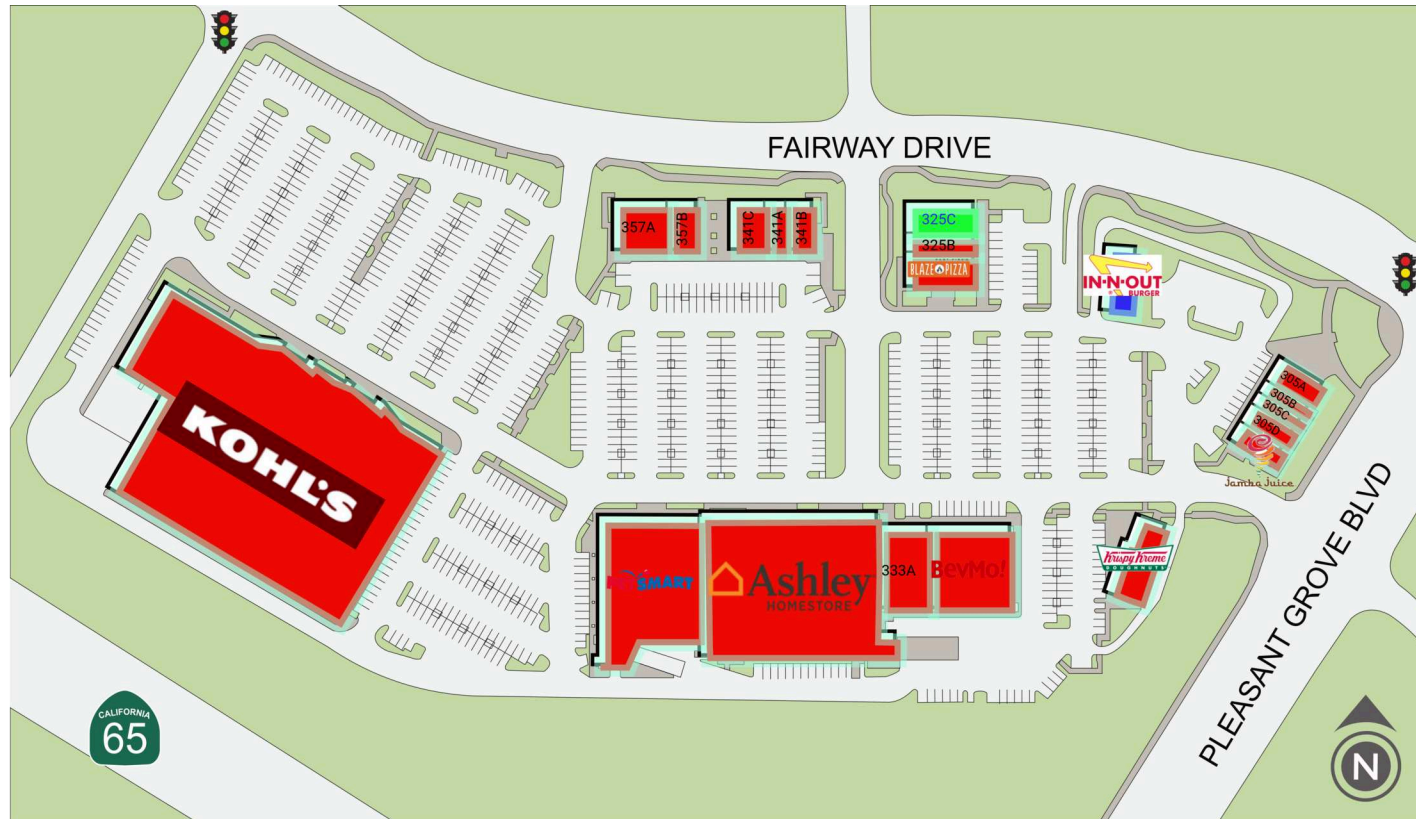 FAIRWAY DRIVE
357A
357B
341C
341A
341B
325C
325B
BLAZE PIZZA
IN-N-OUT
BURGER
305A
305B
305C
305D
Jamba Juice
KOHL'S
PETSMART
Ashley
HOMESTORE
333A
BevMo!
Krispy Kreme
DOUGHNUTS
PLEASANT GROVE BLVD
CALIFORNIA
65
N